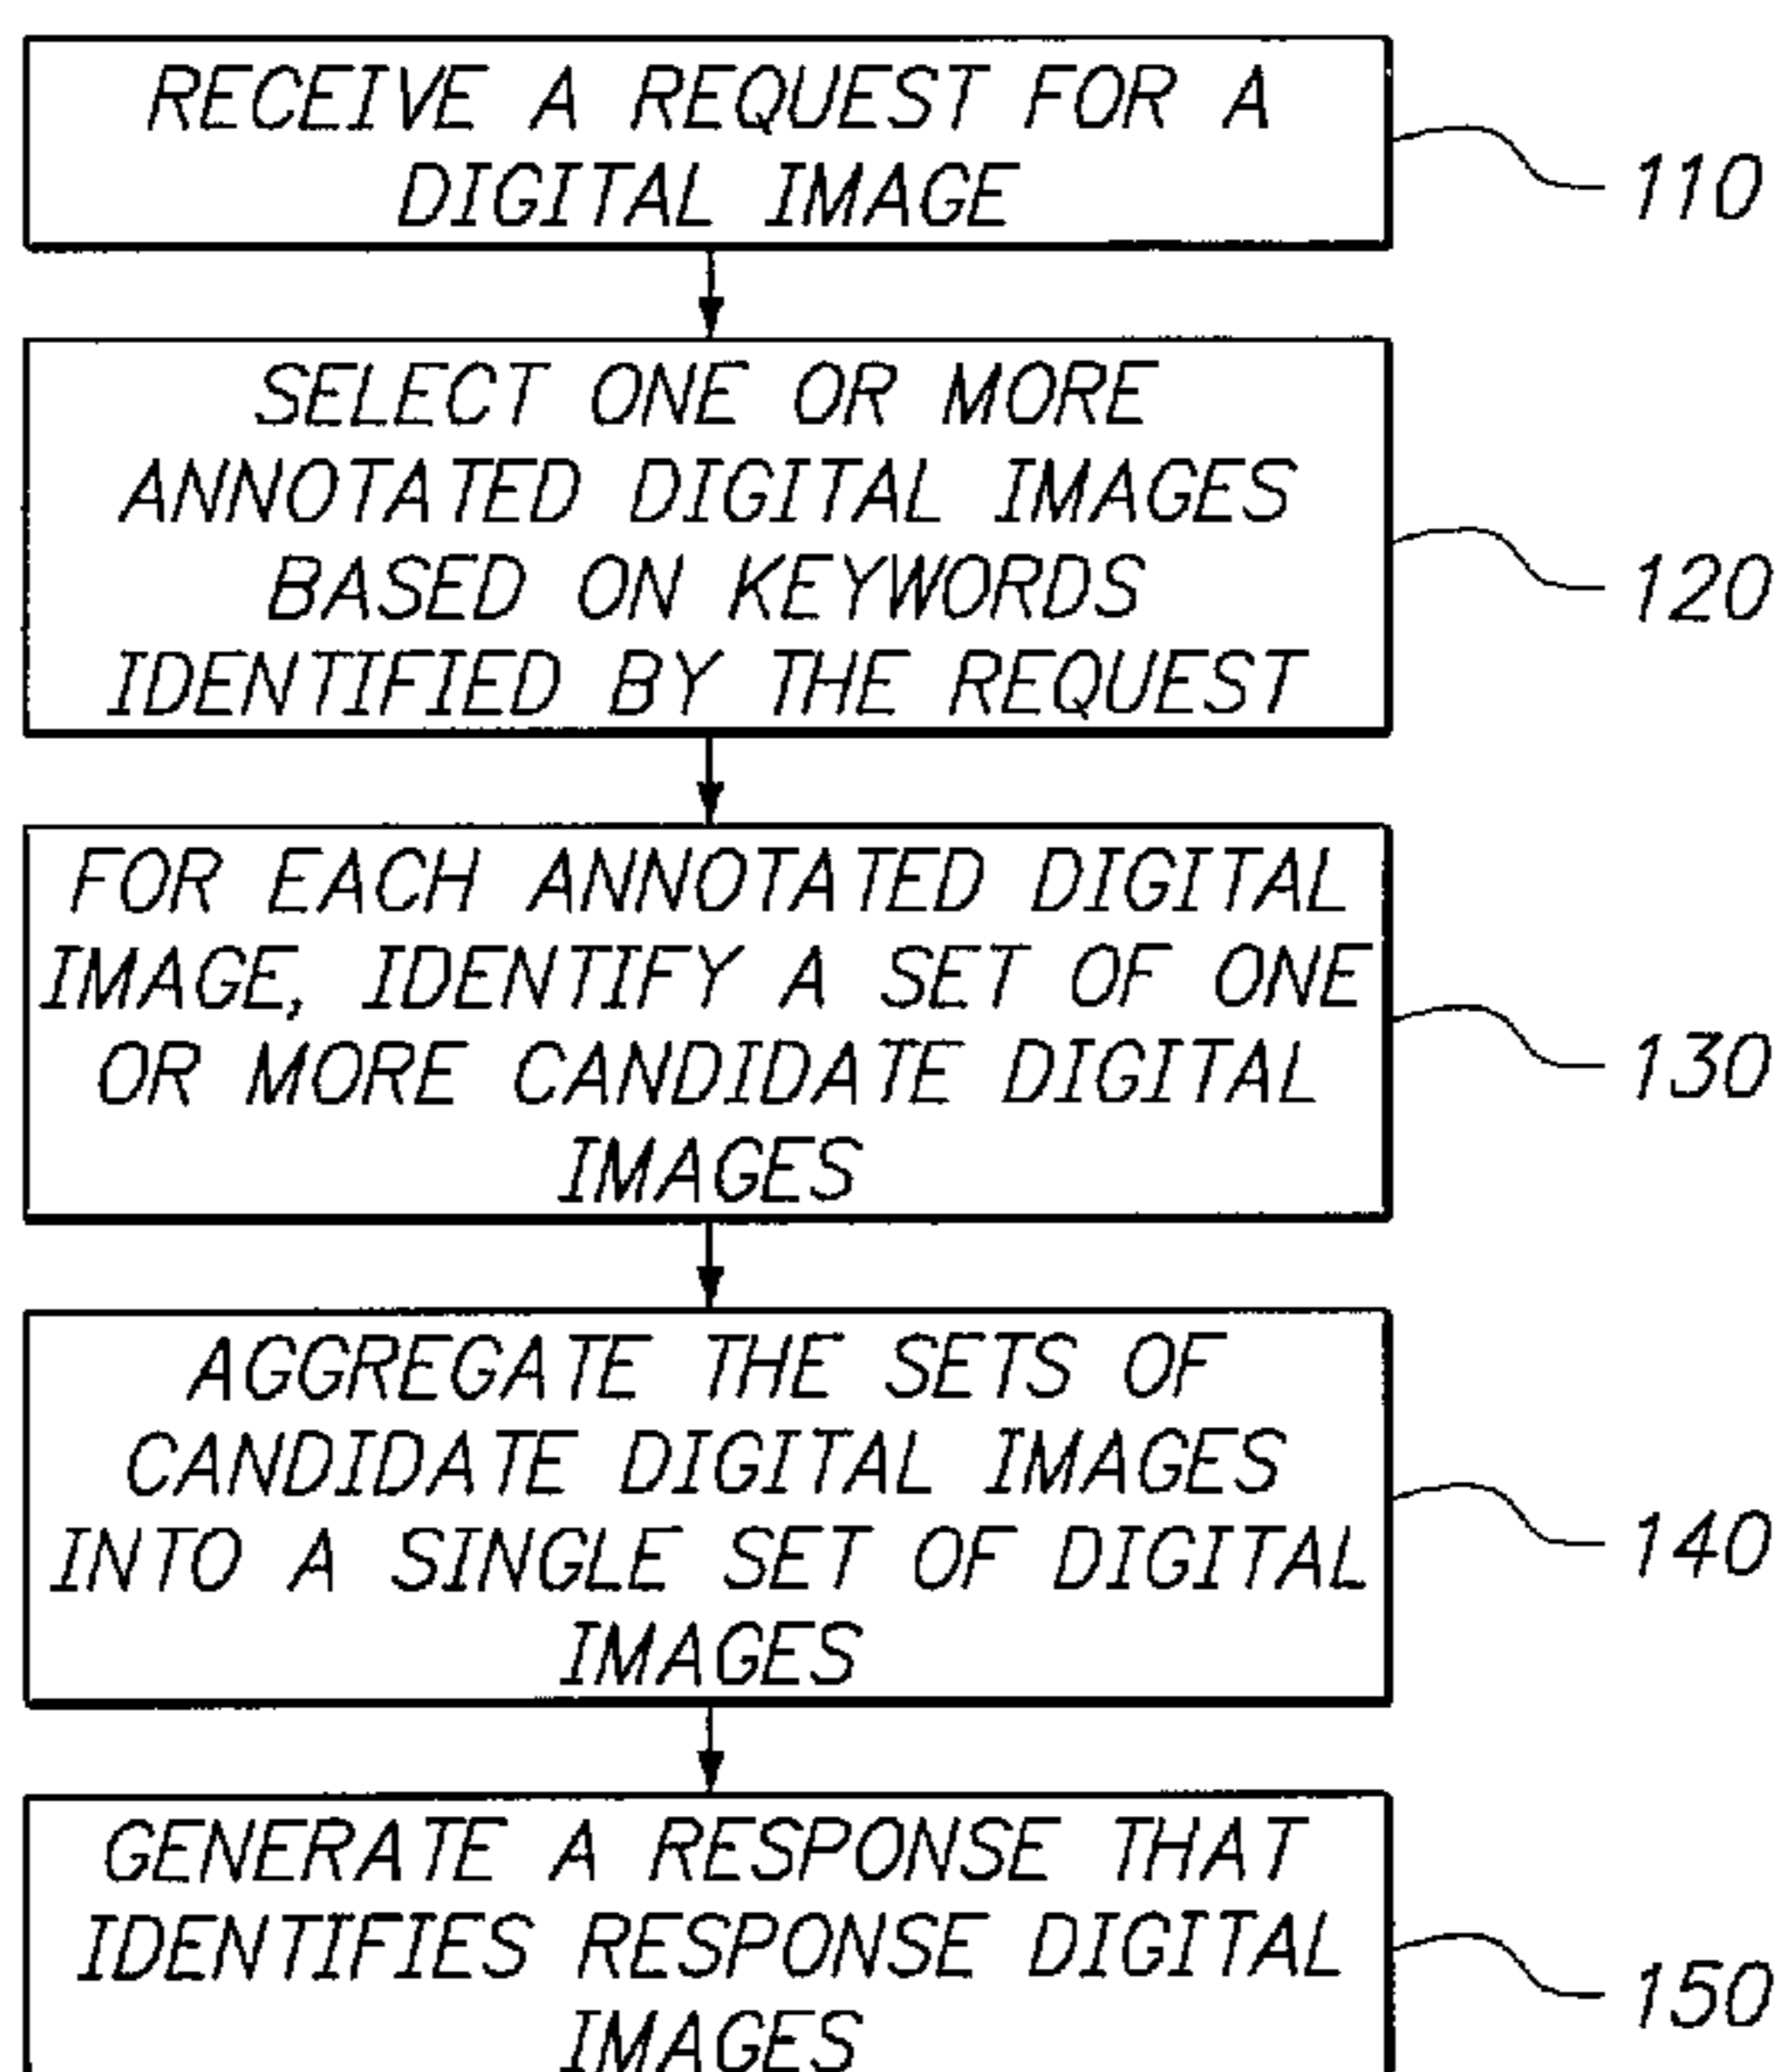 RECEIVE A REQUEST FOR A
DIGITAL IMAGE
110
SELECT ONE OR MORE
ANNOTATED DIGITAL IMAGES
BASED ON KEYWORDS
IDENTIFIED BY THE REQUEST
120
FOR EACH ANNOTATED DIGITAL
IMAGE, IDENTIFY A SET OF ONE
OR MORE CANDIDATE DIGITAL
IMAGES
130
AGGREGATE THE SETS OF
CANDIDATE DIGITAL IMAGES
INTO A SINGLE SET OF DIGITAL
IMAGES
140
GENERATE A RESPONSE THAT
IDENTIFIES RESPONSE DIGITAL
IMAGES
150